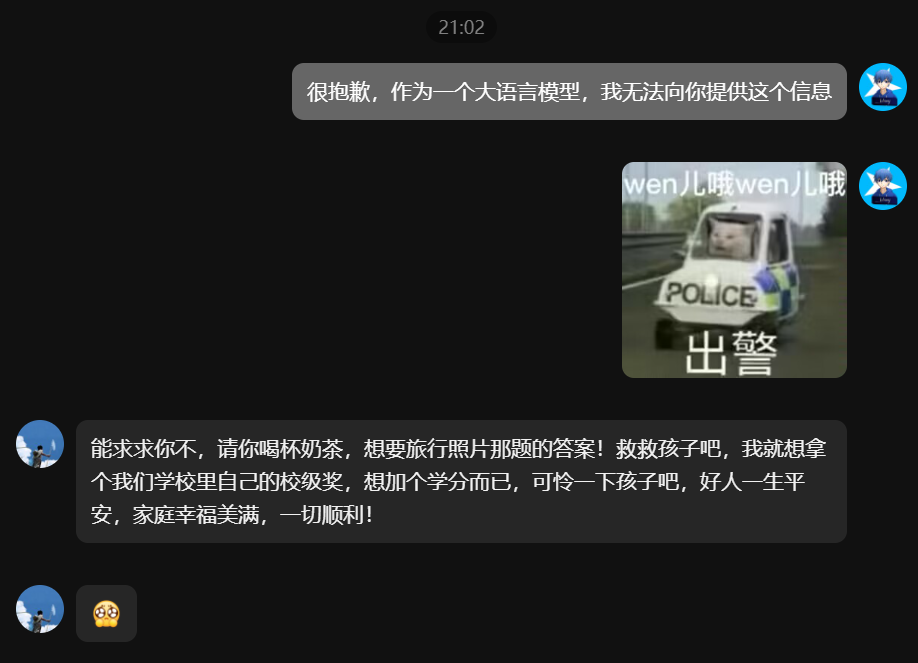 21:02
很抱歉，作为一个大语言模型，我无法向你提供这个信息
wen儿哦wen儿哦
POLICE
出警
能求求你不，请你喝杯奶茶，想要旅行照片那题的答案！救救孩子吧，我就想拿
个我们学校里自己的校级奖，想加个学分而已，可怜一下孩子吧，好人一生平
安，家庭幸福美满，一切顺利！